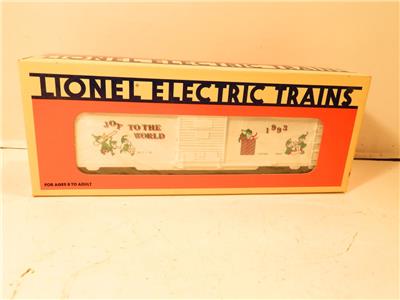 LIONEL ELECTRIC TRAINS
JOY TO THE
WORLD
1993
FOR AGES 8 TO ADULT